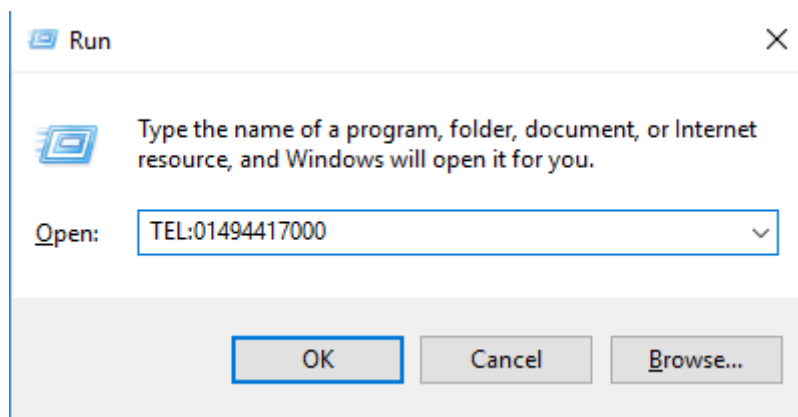 Run
Type the name of a program, folder, document, or Internet
resource, and Windows will open it for you.
Open: TEL:01494417000
OK Cancel Browse...